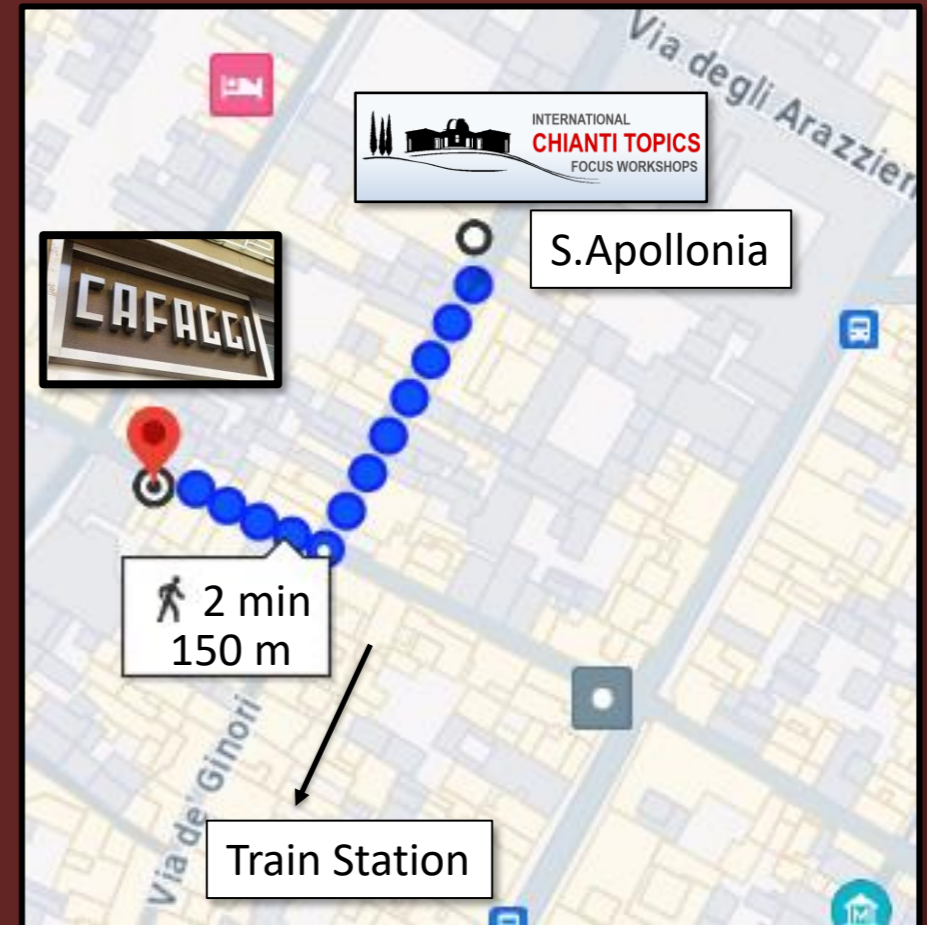 Via degli Arazzieri
INTERNATIONAL
CHIANTI TOPICS
FOCUS WORKSHOPS
S.Apollonia
CAFAGGI
2 min
150 m
Via de' Ginori
Train Station